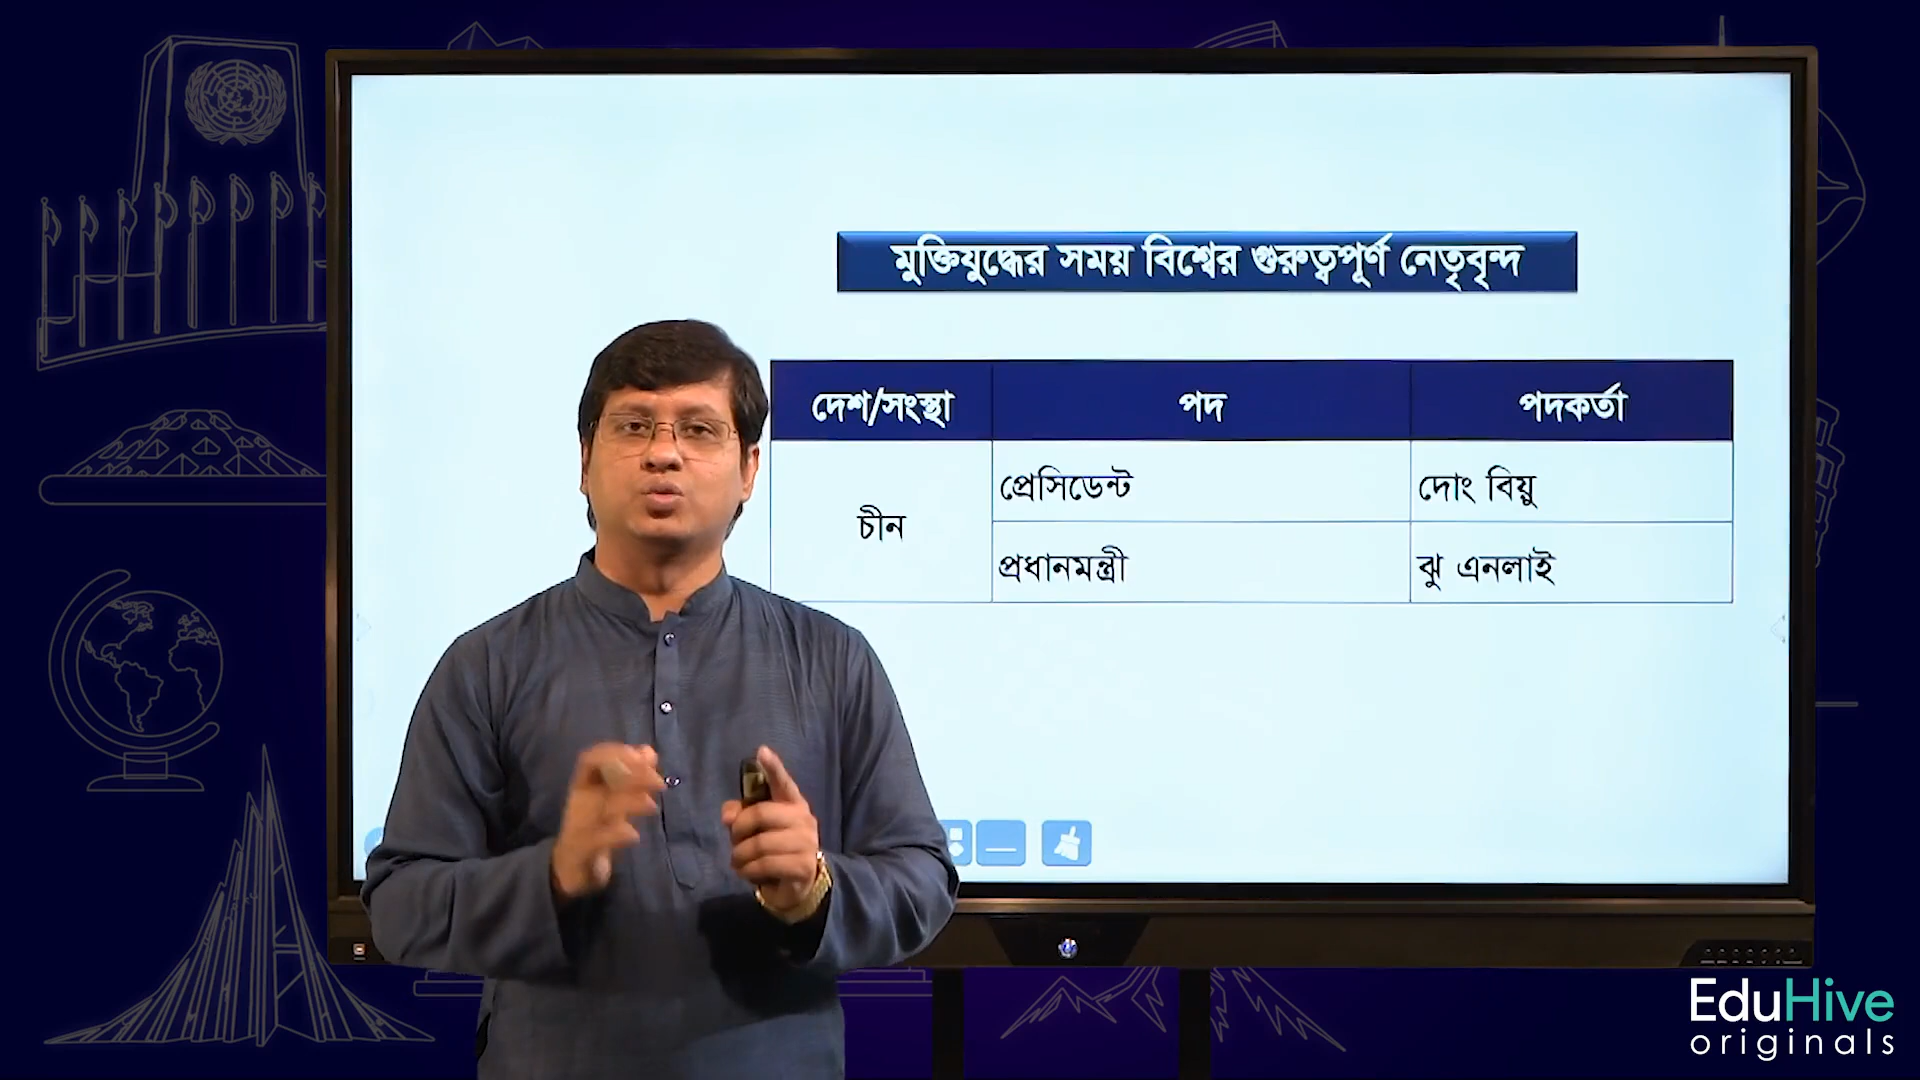 মুক্তিযুদ্ধের সময় বিশ্বের গুরুত্বপূর্ণ নেতৃবৃন্দ
দেশ/সংস্থা পদ পদকর্তা
চীন
প্রেসিডেন্ট দোং বিয়ু
প্রধানমন্ত্রী ঝু এনলাই
EduHive
originals